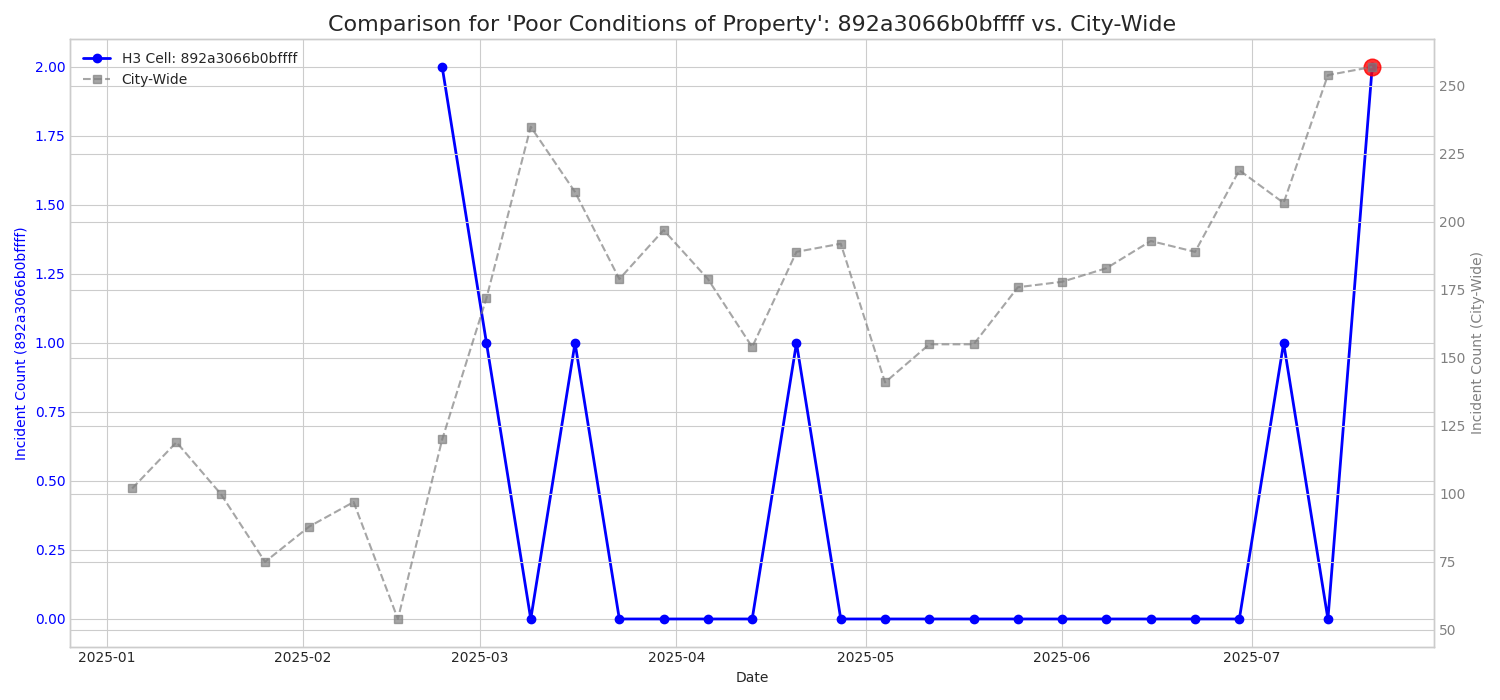 Comparison for 'Poor Conditions of Property': 892a3066b0bffff vs. City-Wide
H3 Cell: 892a3066b0bffff
City-Wide
Incident Count (892a3066b0bffff)
2.00
1.75
1.50
1.25
1.00
0.75
0.50
0.25
0.00
250
225
200
175
150
125
100
75
50
Incident Count (City-Wide)
2025-01 2025-02 2025-03 2025-04 2025-05 2025-06 2025-07
Date